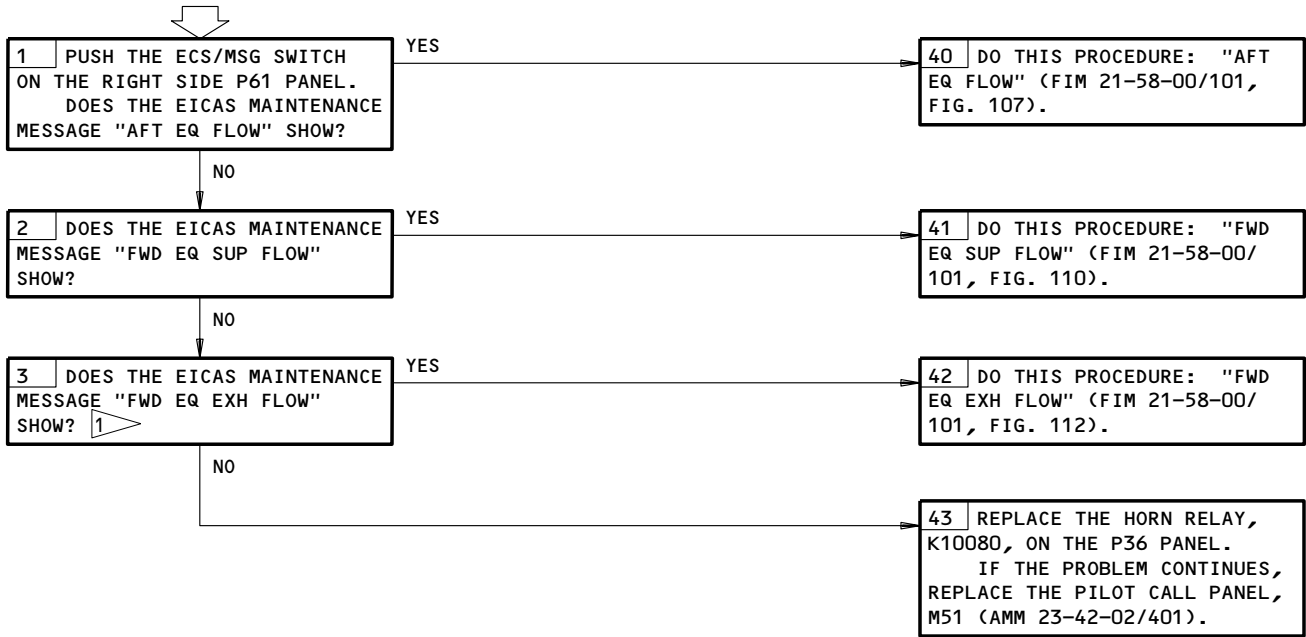 1 PUSH THE ECS/MSG SWITCH
ON THE RIGHT SIDE P61 PANEL.
DOES THE EICAS MAINTENANCE
MESSAGE "AFT EQ FLOW" SHOW?
YES
40 DO THIS PROCEDURE: "AFT
EQ FLOW" (FIM 21-58-00/101,
FIG. 107).
NO
2 DOES THE EICAS MAINTENANCE
MESSAGE "FWD EQ SUP FLOW"
SHOW?
YES
41 DO THIS PROCEDURE: "FWD
EQ SUP FLOW" (FIM 21-58-00/
101, FIG. 110).
NO
3 DOES THE EICAS MAINTENANCE
MESSAGE "FWD EQ EXH FLOW"
SHOW? 1
YES
42 DO THIS PROCEDURE: "FWD
EQ EXH FLOW" (FIM 21-58-00/
101, FIG. 112).
NO
43 REPLACE THE HORN RELAY,
K10080, ON THE P36 PANEL.
IF THE PROBLEM CONTINUES,
REPLACE THE PILOT CALL PANEL,
M51 (AMM 23-42-02/401).